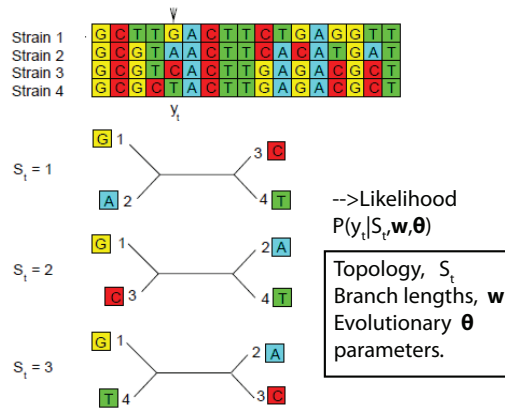 Strain 1 G C T T G A C T T C T G A G G T T
Strain 2 G C G T A A C T T C A C A T G A T
Strain 3 G C G T C A C T T G A G A C G C T
Strain 4 G C G C T A C T T G A G A C G C T
y_t
G 1
3 C
S_t = 1
A 2
4 T
G 1
2 A
S_t = 2
C 3
4 T
G 1
2 A
S_t = 3
T 4
3 C
-->Likelihood
P(y_t|S_t,w,θ)
Topology, S_t
Branch lengths, w
Evolutionary θ
parameters.